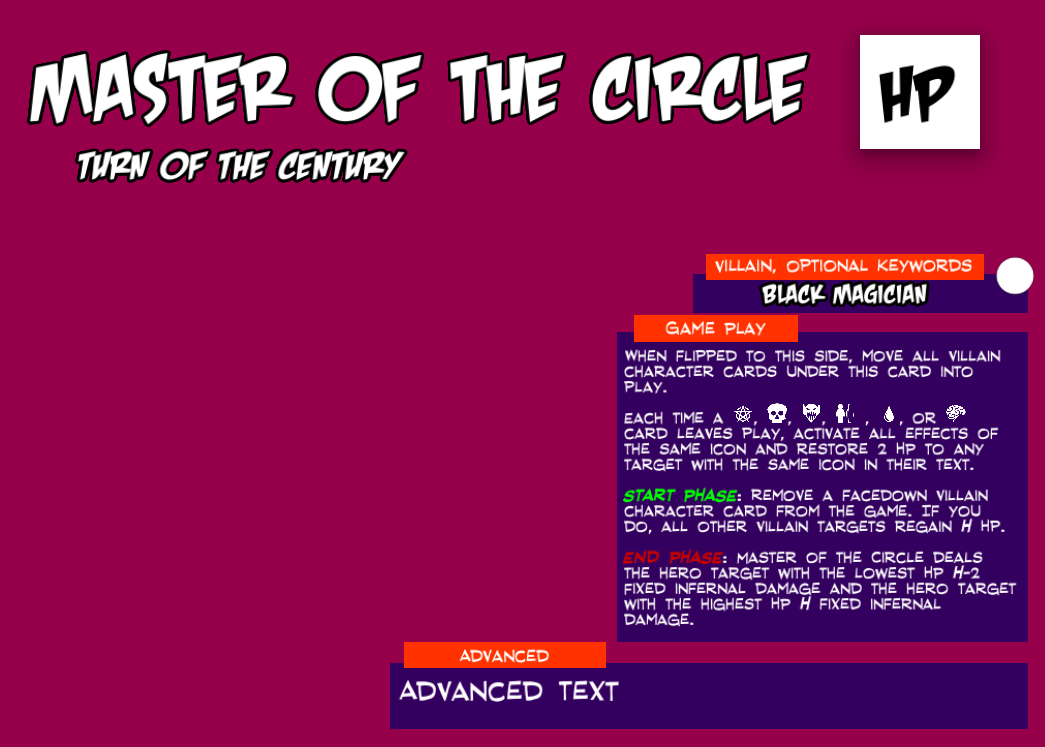 MASTER OF THE CIRCLE
HP
TURN OF THE CENTURY
VILLAIN, OPTIONAL KEYWORDS
BLACK MAGICIAN
GAME PLAY
WHEN FLIPPED TO THIS SIDE, MOVE ALL VILLAIN
CHARACTER CARDS UNDER THIS CARD INTO
PLAY.
EACH TIME A , , , , , OR
CARD LEAVES PLAY, ACTIVATE ALL EFFECTS OF
THE SAME ICON AND RESTORE 2 HP TO ANY
TARGET WITH THE SAME ICON IN THEIR TEXT.
START PHASE: REMOVE A FACEDOWN VILLAIN
CHARACTER CARD FROM THE GAME. IF YOU
DO, ALL OTHER VILLAIN TARGETS REGAIN H HP.
END PHASE: MASTER OF THE CIRCLE DEALS
THE HERO TARGET WITH THE LOWEST HP H-2
FIXED INFERNAL DAMAGE AND THE HERO TARGET
WITH THE HIGHEST HP H FIXED INFERNAL
DAMAGE.
ADVANCED
ADVANCED TEXT